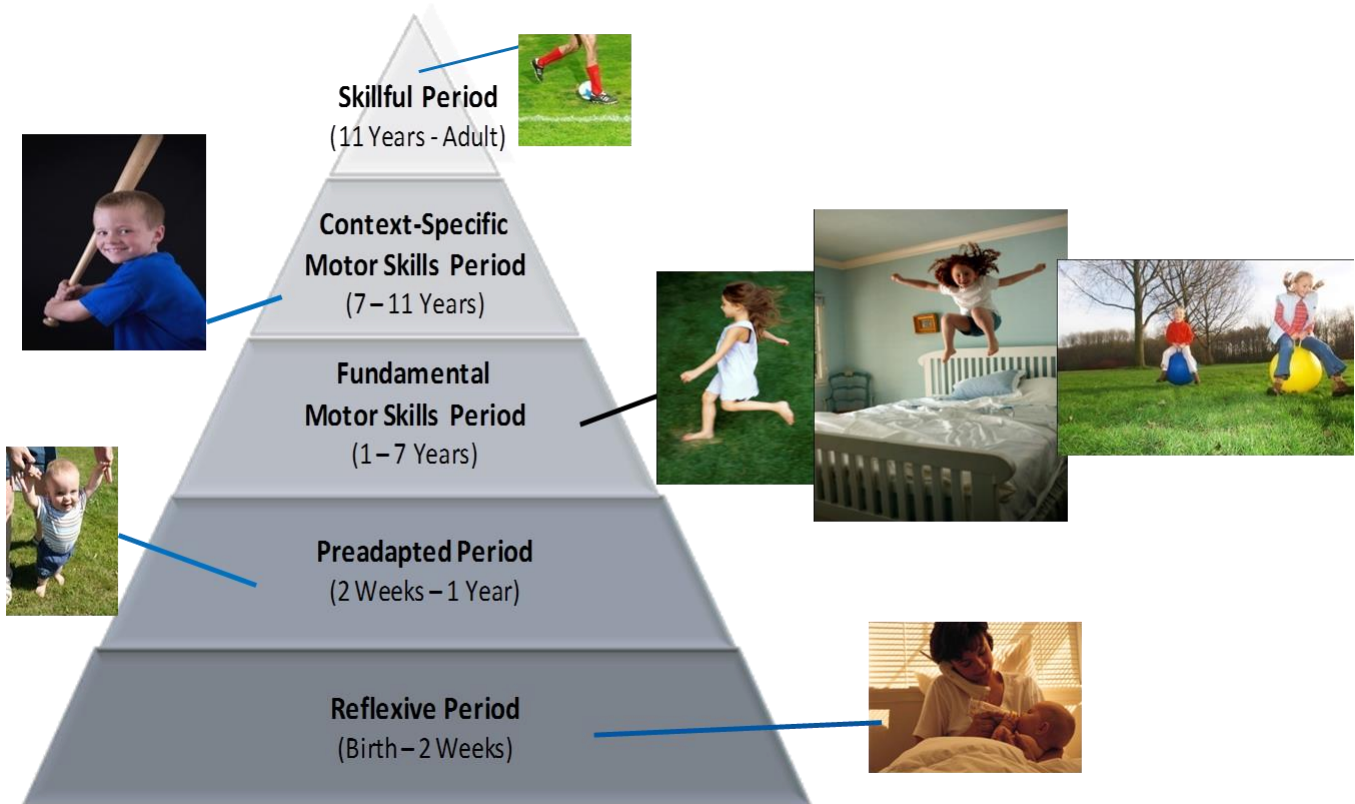 Skillful Period
(11 Years - Adult)
Context-Specific
Motor Skills Period
(7 – 11 Years)
Fundamental
Motor Skills Period
(1 – 7 Years)
Preadapted Period
(2 Weeks – 1 Year)
Reflexive Period
(Birth – 2 Weeks)